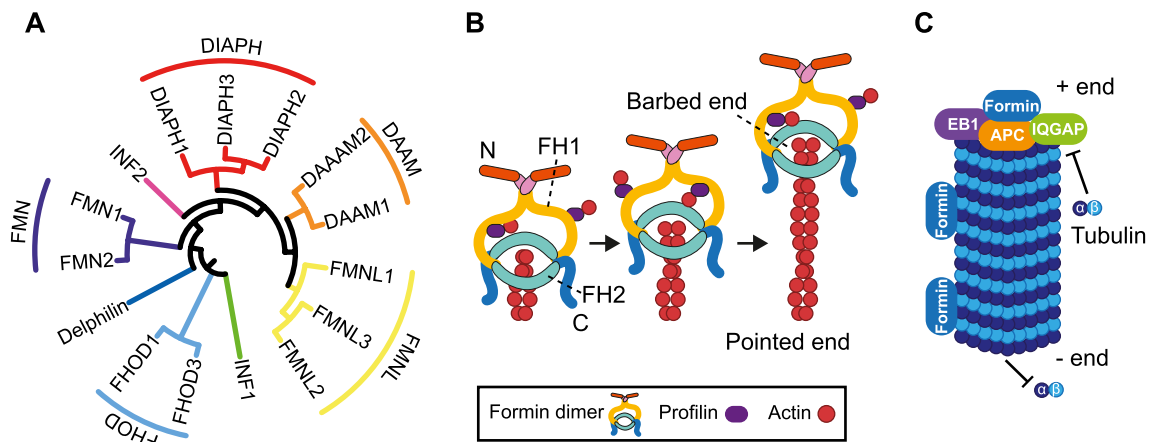 A
DIAPH
DIAPH1
DIAPH3
DIAPH2
DAAM
DAAAM2
DAAM1
INF2
FMN
FMN1
FMN2
Delphilin
FHOD1
FHOD3
FHOD
INF1
FMNL1
FMNL3
FMNL2
FMNL
B
N
FH1
FH2
C
Barbed end
Pointed end
Formin dimer
Profilin
Actin
C
+ end
Formin
EB1
APC
IQGAP
Formin
Formin
α β
Tubulin
- end
α β